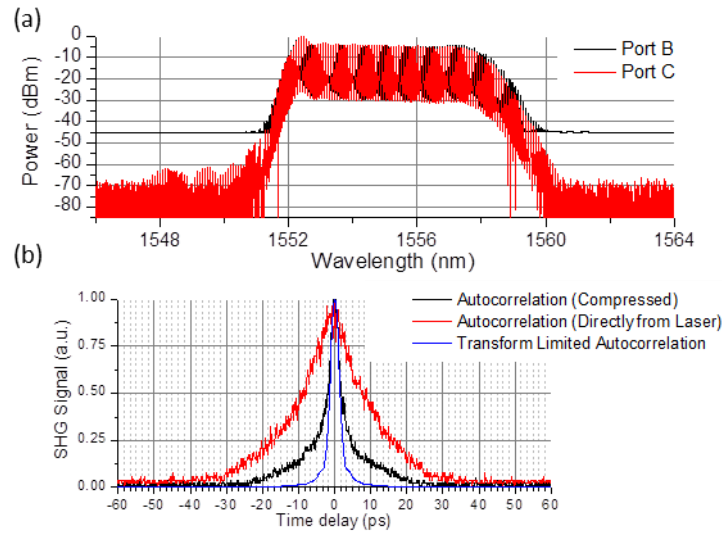 (a)
0
-10
-20
-30
-40
-50
-60
-70
-80
Power (dBm)
Port B
Port C
1548
1552
1556
1560
1564
Wavelength (nm)
(b)
1.00
0.75
0.50
0.25
0.00
SHG Signal (a.u.)
Autocorrelation (Compressed)
Autocorrelation (Directly from Laser)
Transform Limited Autocorrelation
-60 -50 -40 -30 -20 -10 0 10 20 30 40 50 60
Time delay (ps)